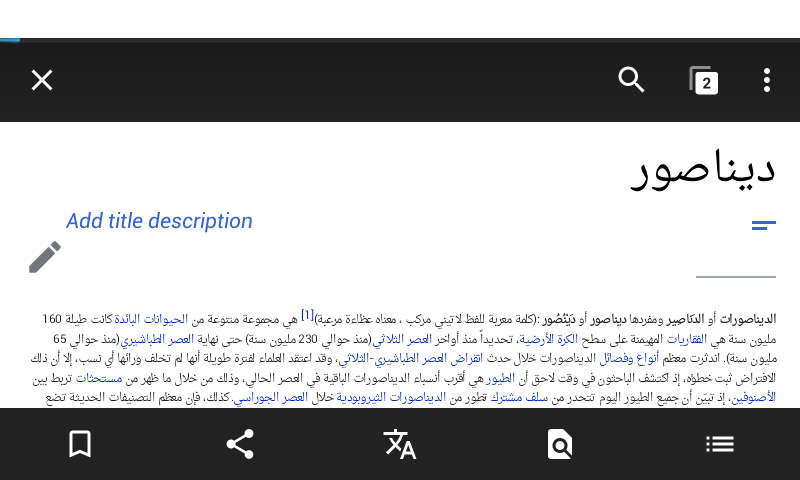 2
ديناصور
Add title description
الديناصورات أو الدَنَاصِير ومفردها ديناصور أو دَيْنَصُور :(كلمة معربة للفظ لاتيني مركب ، معناه عظاءة مرعبة)[1] هي مجموعة متنوعة من الحيوانات البائدة كانت طيلة 160
مليون سنة هي الفقاريات المهيمنة على سطح الكرة الأرضية، تحديداً منذ أواخر العصر الثلاثي(منذ حوالي 230 مليون سنة) حتى نهاية العصر الطباشيري(منذ حوالي 65
مليون سنة). اندثرت معظم أنواع وفصائل الديناصورات خلال حدث انقراض العصر الطباشيري-الثلاثي، وقد اعتقد العلماء لفترة طويلة أنها لم تخلف ورائها أي نسب، إلا أن ذلك
الافتراض ثبت خطؤه، إذ اكتشف الباحثون في وقت لاحق أن الطيور هي أقرب أنسباء الديناصورات الباقية في العصر الحالي، وذلك من خلال ما ظهر من مستحثات تربط بين
الأصنوفين، إذ تبيّن أن جميع الطيور اليوم تتحدر من سلف مشترك تطور من الديناصورات الثيروبودية خلال العصر الجوراسي. كذلك، فإن معظم التصنيفات الحديثة تضع